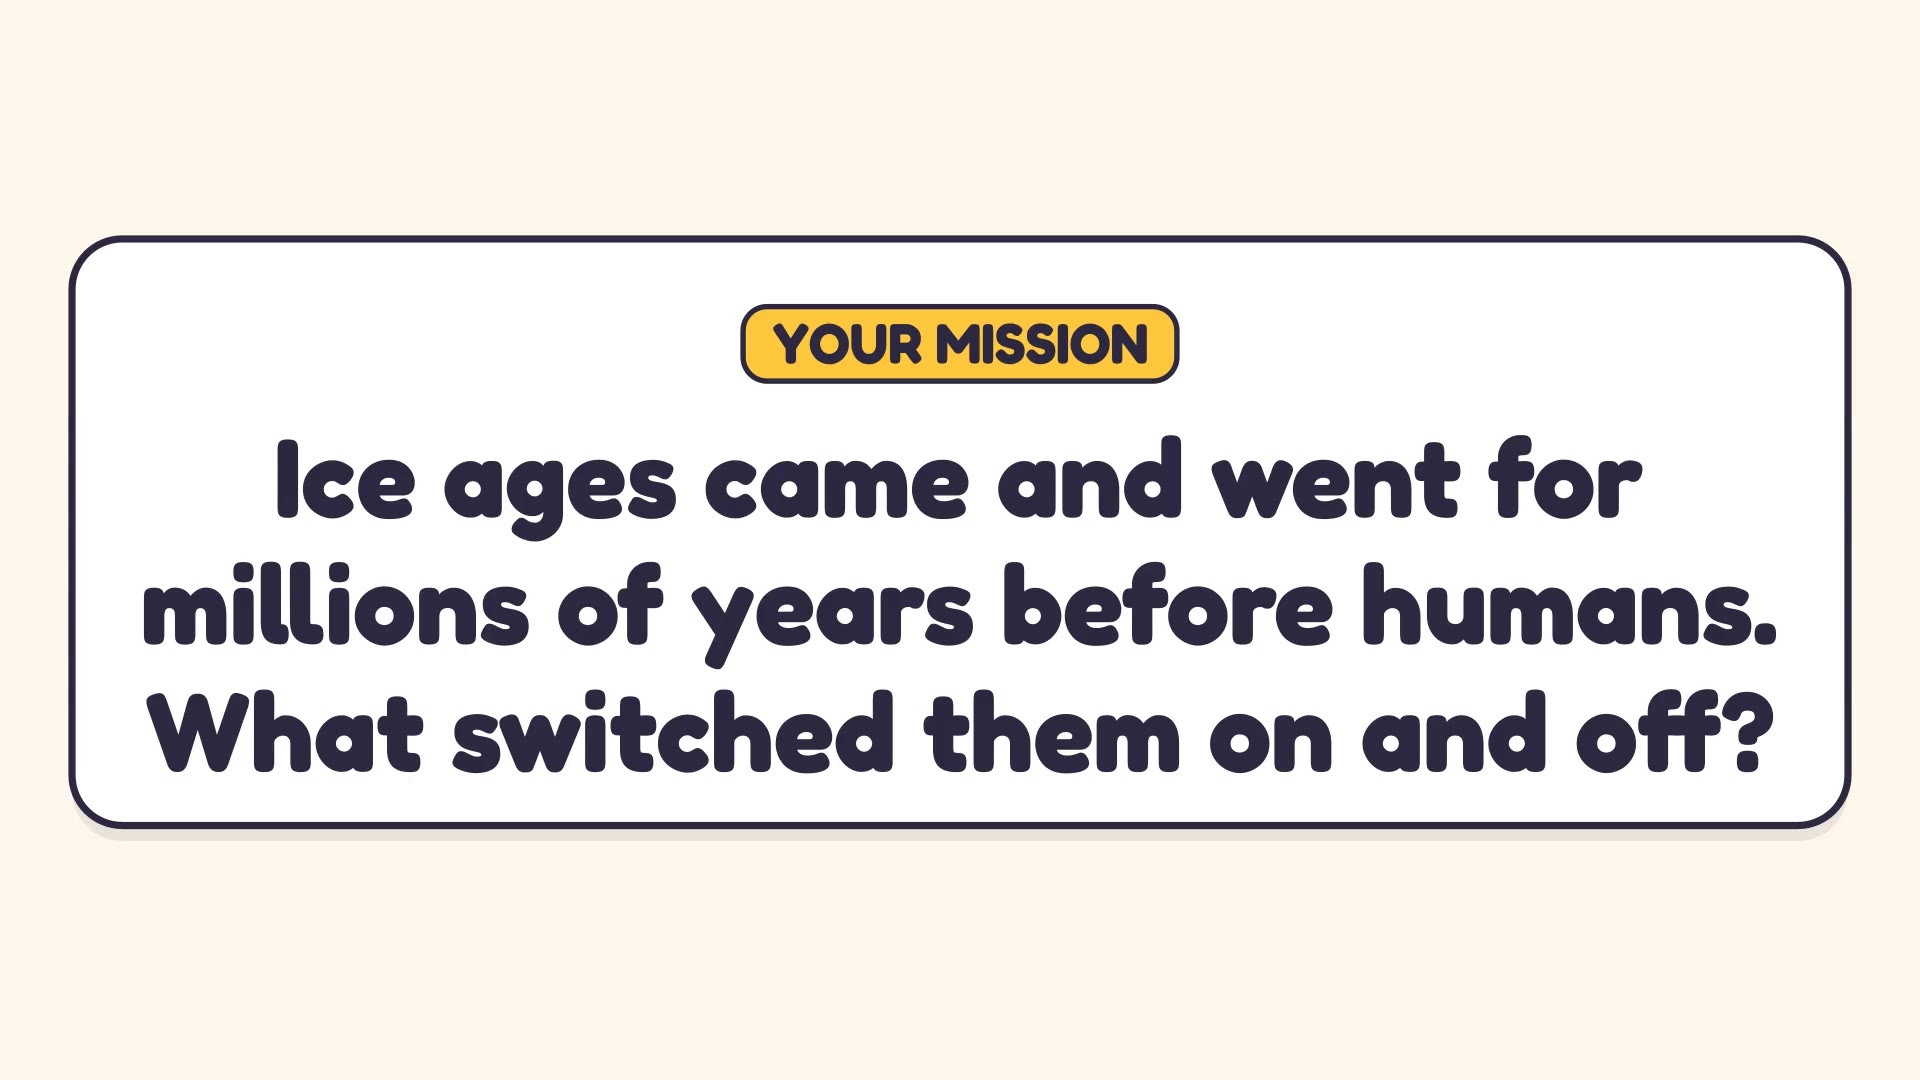 YOUR MISSION
Ice ages came and went for
millions of years before humans.
What switched them on and off?